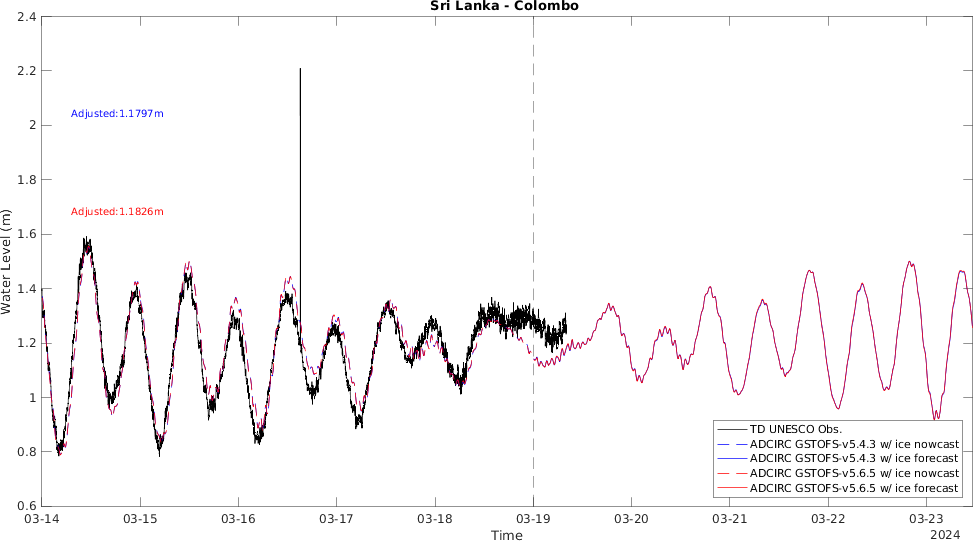 Sri Lanka - Colombo
2.4
2.2
2
1.8
1.6
1.4
1.2
1
0.8
0.6
Water Level (m)
Adjusted:1.1797m
Adjusted:1.1826m
TD UNESCO Obs.
ADCIRC GSTOFS-v5.4.3 w/ ice nowcast
ADCIRC GSTOFS-v5.4.3 w/ ice forecast
ADCIRC GSTOFS-v5.6.5 w/ ice nowcast
ADCIRC GSTOFS-v5.6.5 w/ ice forecast
03-14 03-15 03-16 03-17 03-18 03-19 03-20 03-21 03-22 03-23
Time
2024